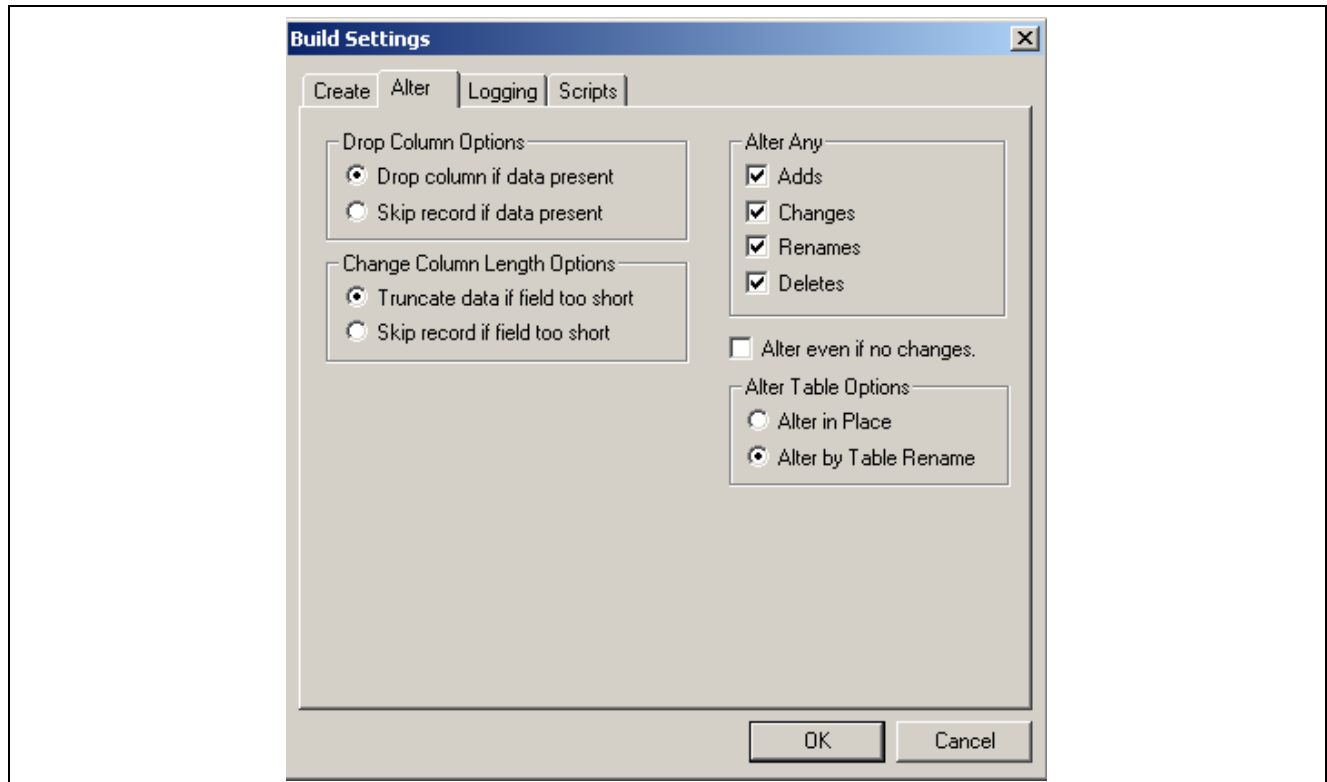 Build Settings
Create Alter Logging Scripts
Drop Column Options
Drop column if data present
Skip record if data present
Change Column Length Options
Truncate data if field too short
Skip record if field too short
Alter Any
Adds
Changes
Renames
Deletes
Alter even if no changes.
Alter Table Options
Alter in Place
Alter by Table Rename
OK Cancel